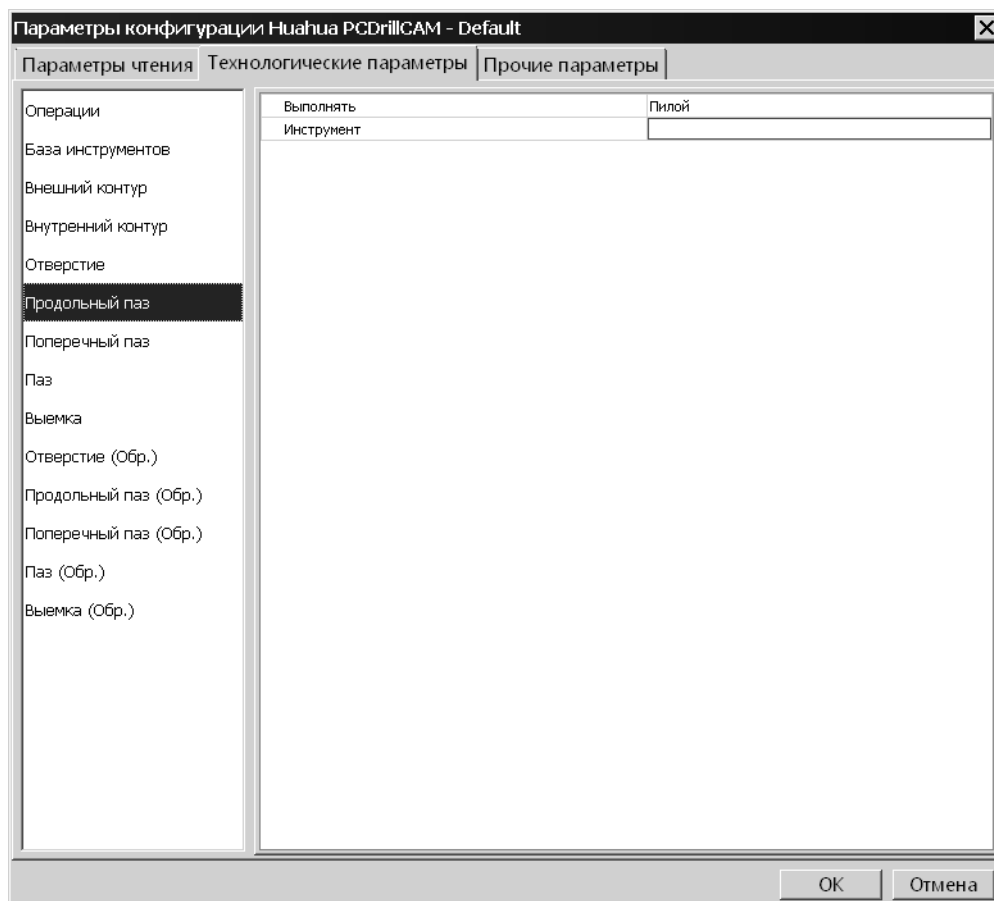 Параметры конфигурации Huahua PCDrillCAM - Default
Параметры чтения Технологические параметры Прочие параметры
Операции
База инструментов
Внешний контур
Внутренний контур
Отверстие
Продольный паз
Поперечный паз
Паз
Выемка
Отверстие (Обр.)
Продольный паз (Обр.)
Поперечный паз (Обр.)
Паз (Обр.)
Выемка (Обр.)
Выполнять Пилой
Инструмент
OK Отмена